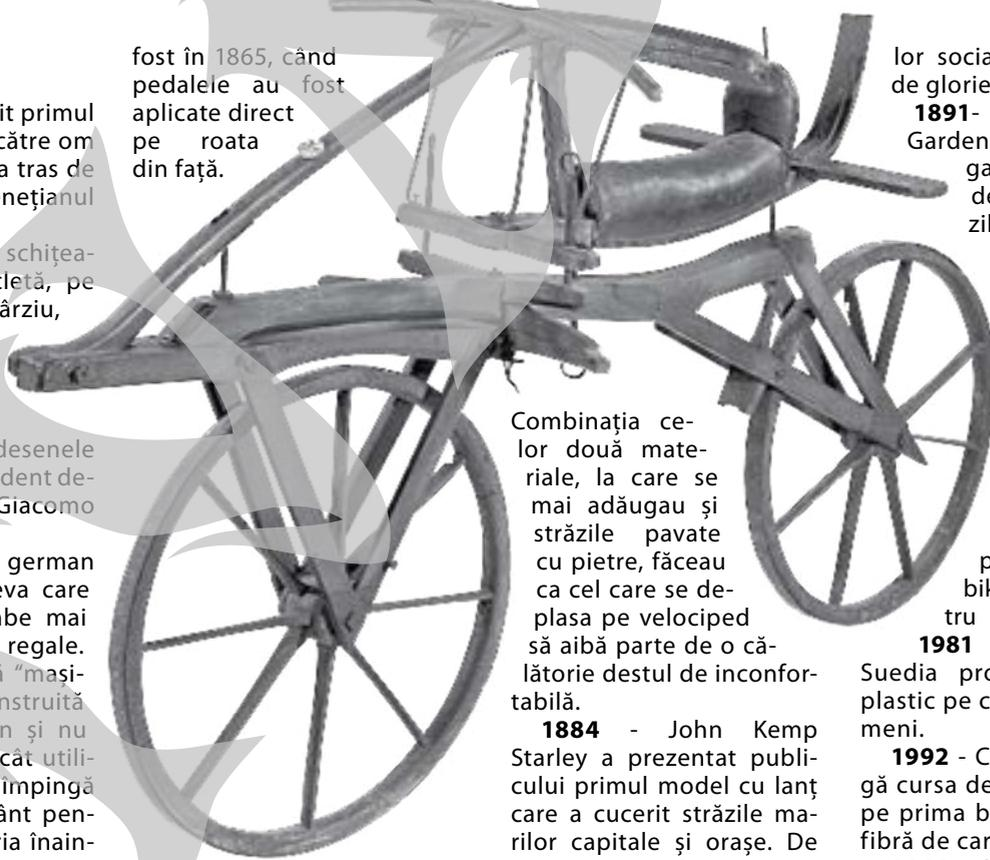 it primul
către om
a tras de
nețianul
schițea-
letă, pe
ârziu,
desenele
dent de-
Giacomo
german
eva care
be mai
regale.
“mași-
nstruită
n și nu
cât utili-
împingă
ânt pen-
ria înain-
fost în 1865, când
pedalele au fost
aplicate direct
pe roata
din față.
Combinația ce-
lor două mate-
riale, la care se
mai adăugau și
străzile pavate
cu pietre, făceau
ca cel care se de-
plasa pe velociped
să aibă parte de o că-
lătorie destul de inconfor-
tabilă.
1884 - John Kemp
Starley a prezentat publi-
cului primul model cu lanț
care a cucerit străzile ma-
rilor capitale și orașe. De
lor socia
de glorie
1891-
Garden
ga
de
zil
p
bik
tru
1981
Suedia pro
plastic pe c
meni.
1992 - C
gă cursa de
pe prima b
fibră de car